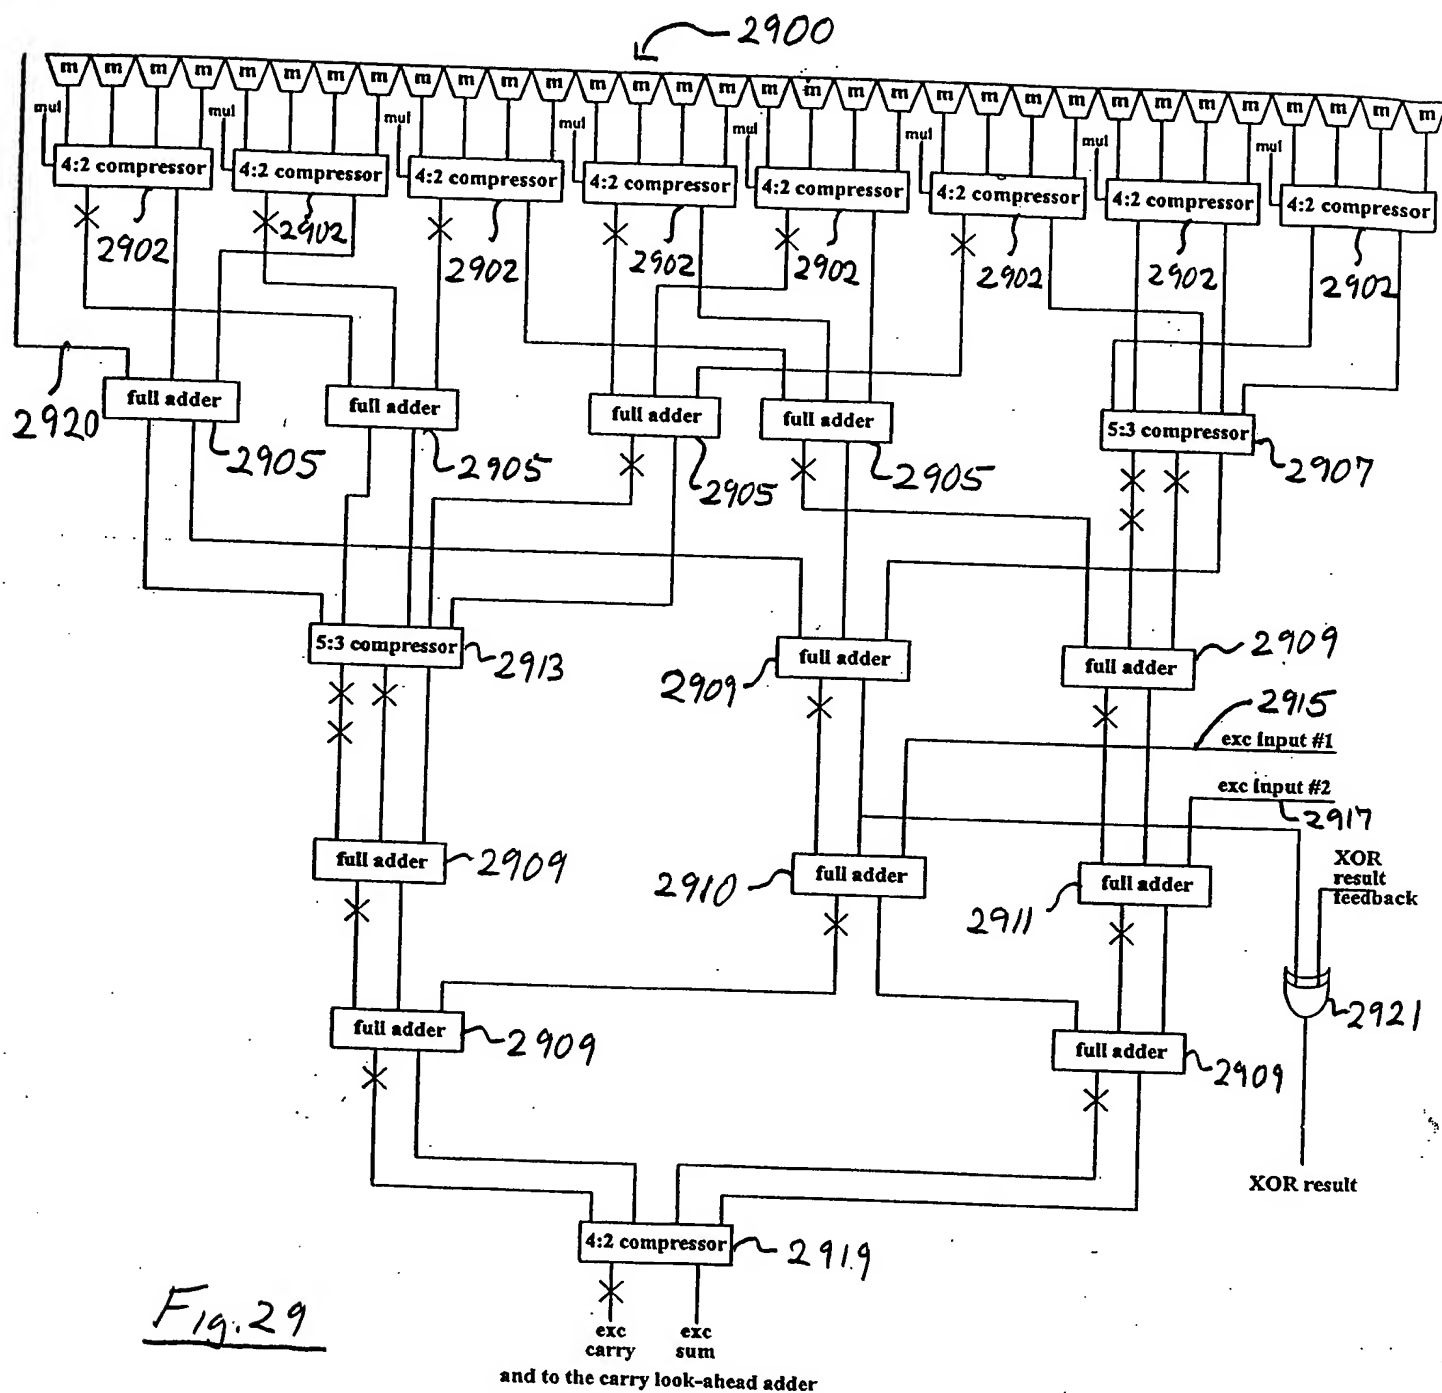 2900
m m m m m m m m m m m m m m m m m m m m m m m m m m m m m m m m
mul mul mul mul mul mul mul mul
4:2 compressor 4:2 compressor 4:2 compressor 4:2 compressor 4:2 compressor 4:2 compressor 4:2 compressor 4:2 compressor
2902 2902 2902 2902 2902 2902 2902 2902
full adder full adder full adder full adder 5:3 compressor
2920 2905 2905 2905 2905 2907
5:3 compressor 2913 full adder 2909 full adder 2909
2915
exc input #1
exc input #2
2917
full adder 2909 full adder 2910 full adder 2911
XOR
result
feedback
2921
full adder 2909 full adder 2909
XOR result
4:2 compressor 2919
exc exc
carry sum
and to the carry look-ahead adder
Fig. 29